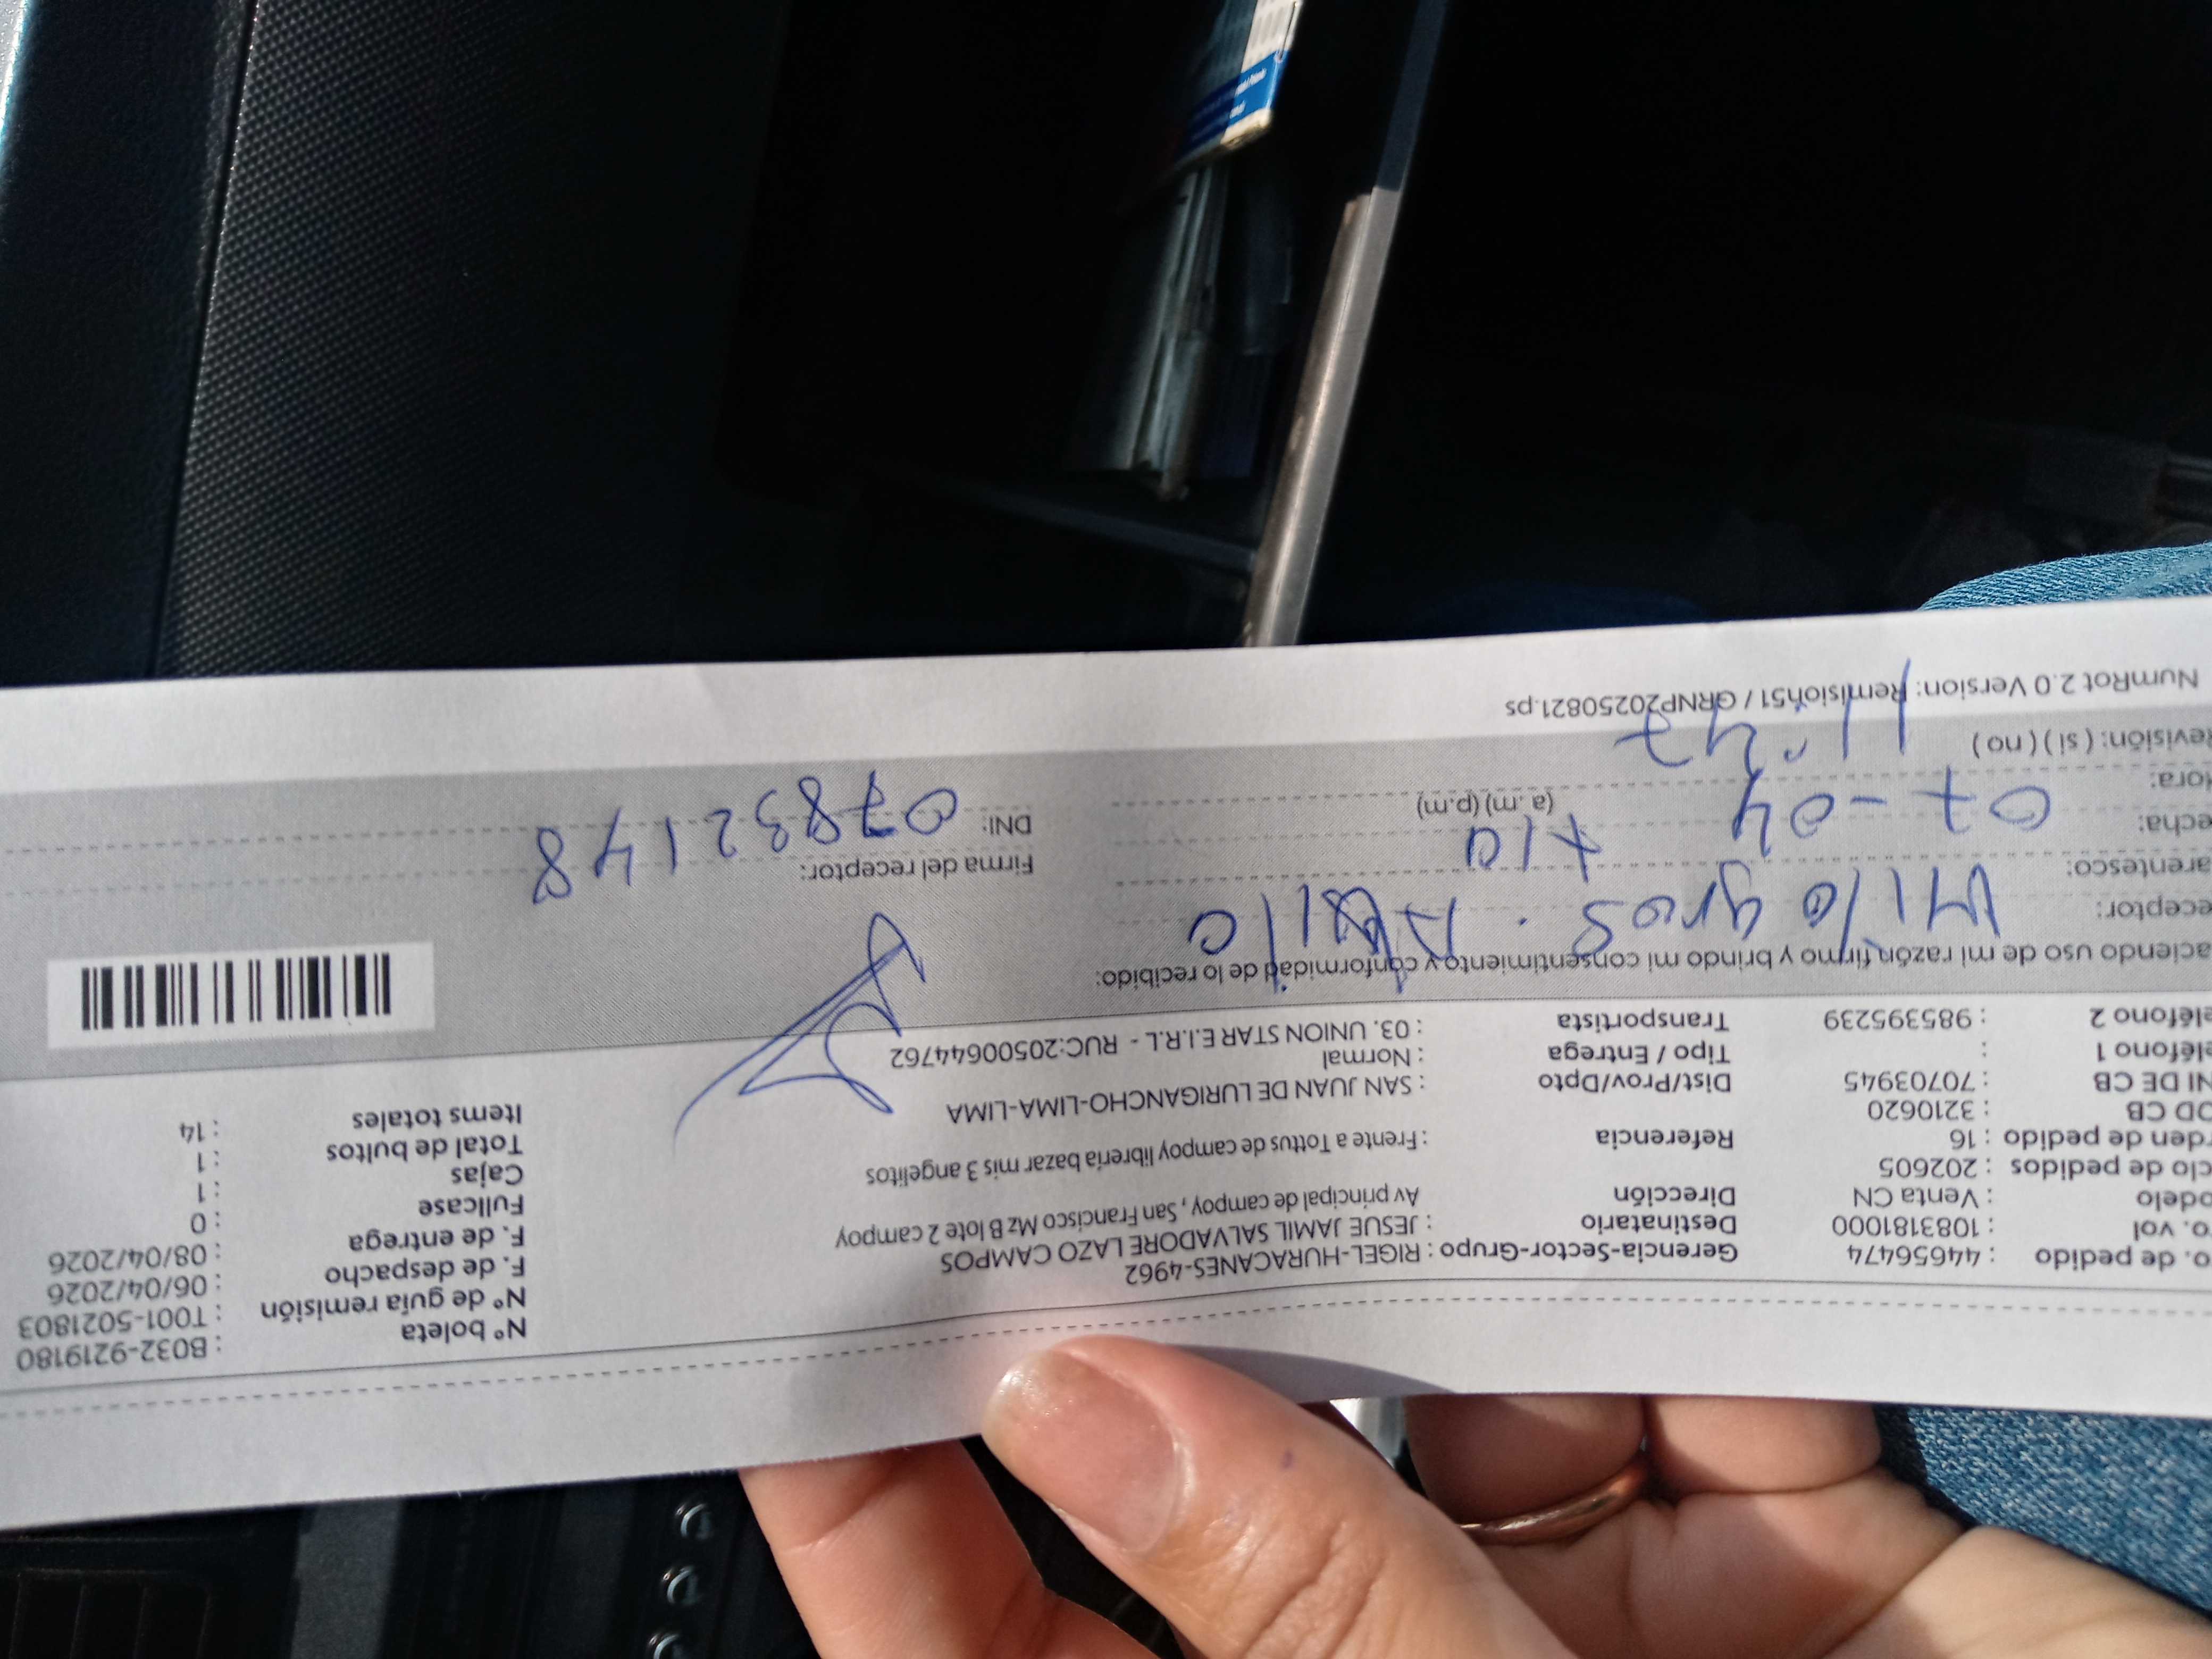 Nº boleta : B032-9219180
Nº de guía remisión : T001-5021803
F. de despacho : 06/04/2026
F. de entrega : 08/04/2026
Fullcase : 0
Cajas : 1
Total de bultos : 1
Items totales : 14
o. de pedido : 44656474
o. vol : 1083181000
odelo : Venta CN
clo de pedidos : 202605
rden de pedido : 16
OD CB : 3210620
NI DE CB : 70703945
eléfono 1 :
eléfono 2 : 985395239
Gerencia-Sector-Grupo : RIGEL-HURACANES-4962
Destinatario : JESUE JAMIL SALVADORE LAZO CAMPOS
Dirección Av principal de campoy , San Francisco Mz B lote 2 campoy
Referencia : Frente a Tottus de campoy librería bazar mis 3 angelitos
Dist/Prov/Dpto : SAN JUAN DE LURIGANCHO-LIMA-LIMA
Tipo / Entrega : Normal
Transportista : 03. UNION STAR E.I.R.L - RUC:20500644762
aciendo uso de mi razón firmo y brindo mi consentimiento y conformidad de lo recibido:
eceptor: Milagros
arentesco: tia
echa: 07-04
ora: 11:47 (a. m) (p.m)
evisión: ( si ) ( no )
Firma del receptor:
DNI: 07832148
NumRot 2.0 Version: Remision51 / GRNP20250821.ps